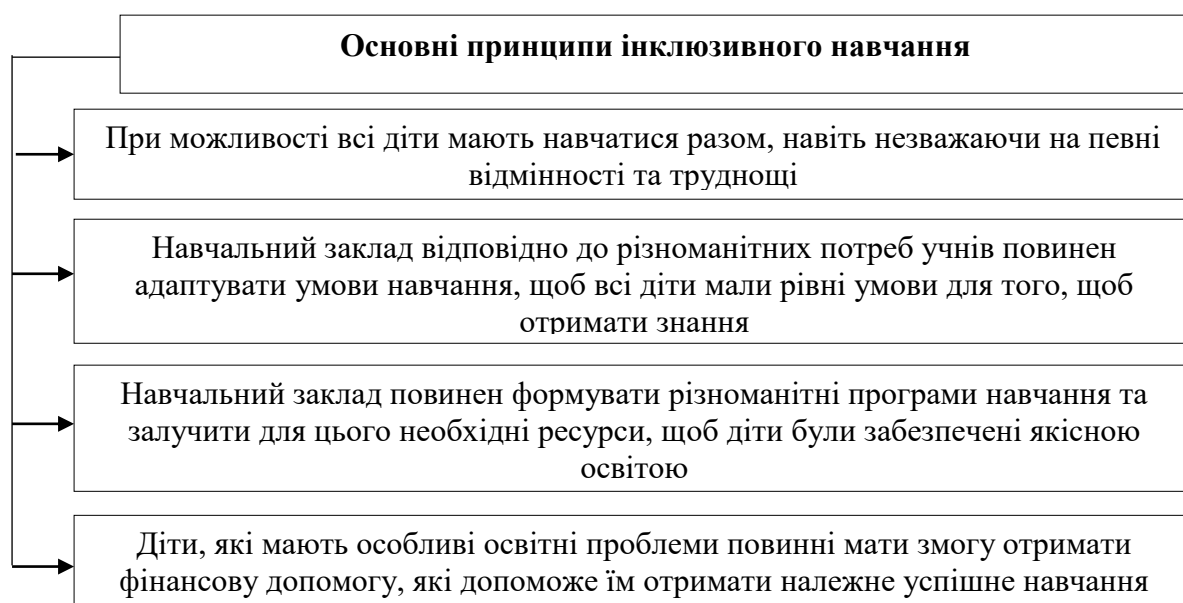 Основні принципи інклюзивного навчання
При можливості всі діти мають навчатися разом, навіть незважаючи на певні
відмінності та труднощі
Навчальний заклад відповідно до різноманітних потреб учнів повинен
адаптувати умови навчання, щоб всі діти мали рівні умови для того, щоб
отримати знання
Навчальний заклад повинен формувати різноманітні програми навчання та
залучити для цього необхідні ресурси, щоб діти були забезпечені якісною
освітою
Діти, які мають особливі освітні проблеми повинні мати змогу отримати
фінансову допомогу, які допоможе їм отримати належне успішне навчання